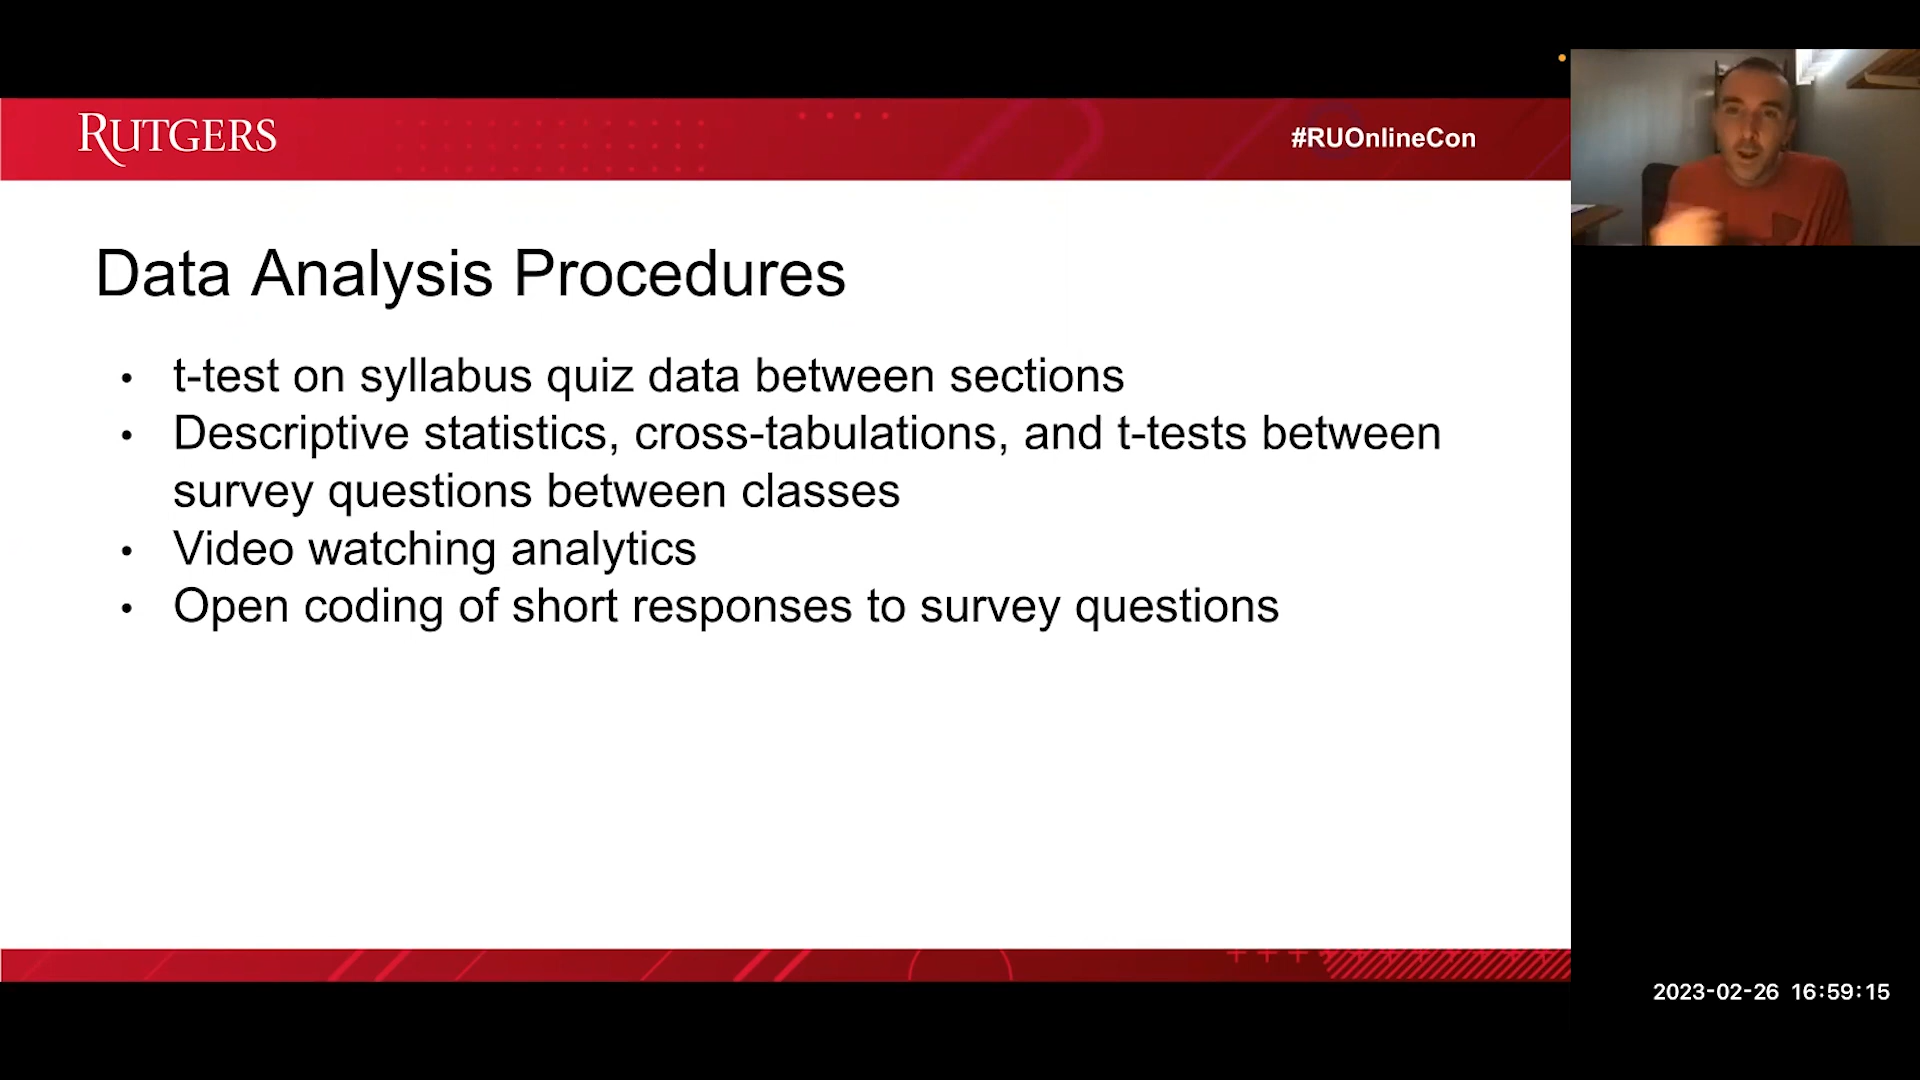 RUTGERS
#RUOnlineCon
Data Analysis Procedures
• t-test on syllabus quiz data between sections
• Descriptive statistics, cross-tabulations, and t-tests between
survey questions between classes
• Video watching analytics
• Open coding of short responses to survey questions
2023-02-26 16:59:15